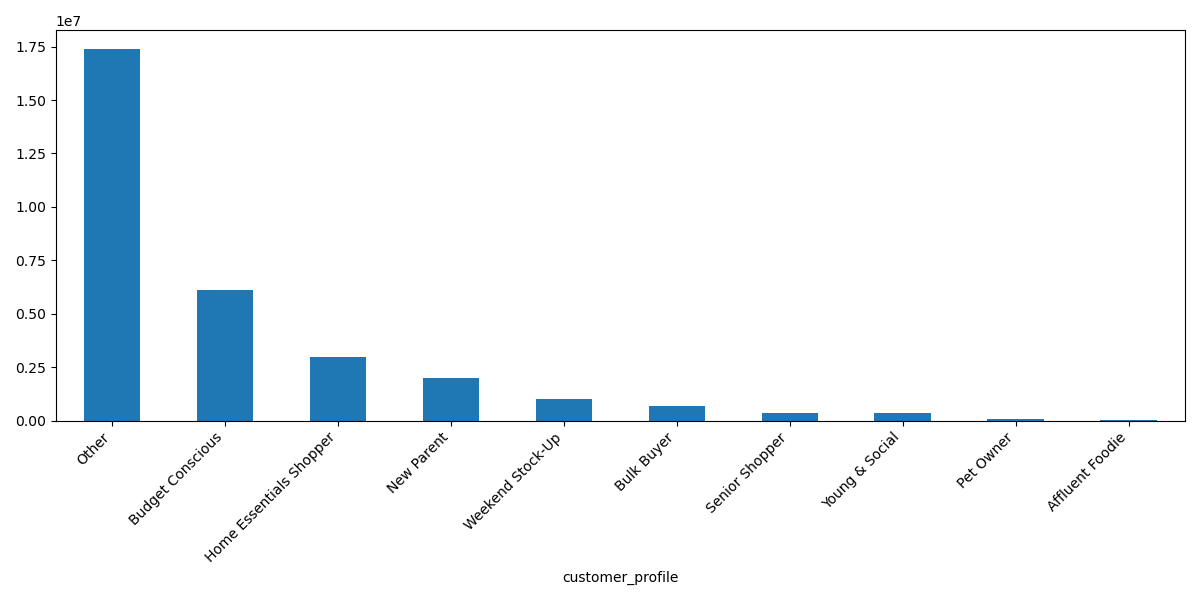 1e7
1.75
1.50
1.25
1.00
0.75
0.50
0.25
0.00
Other
Budget Conscious
Home Essentials Shopper
New Parent
Weekend Stock-Up
Bulk Buyer
Senior Shopper
Young & Social
Pet Owner
Affluent Foodie
customer_profile